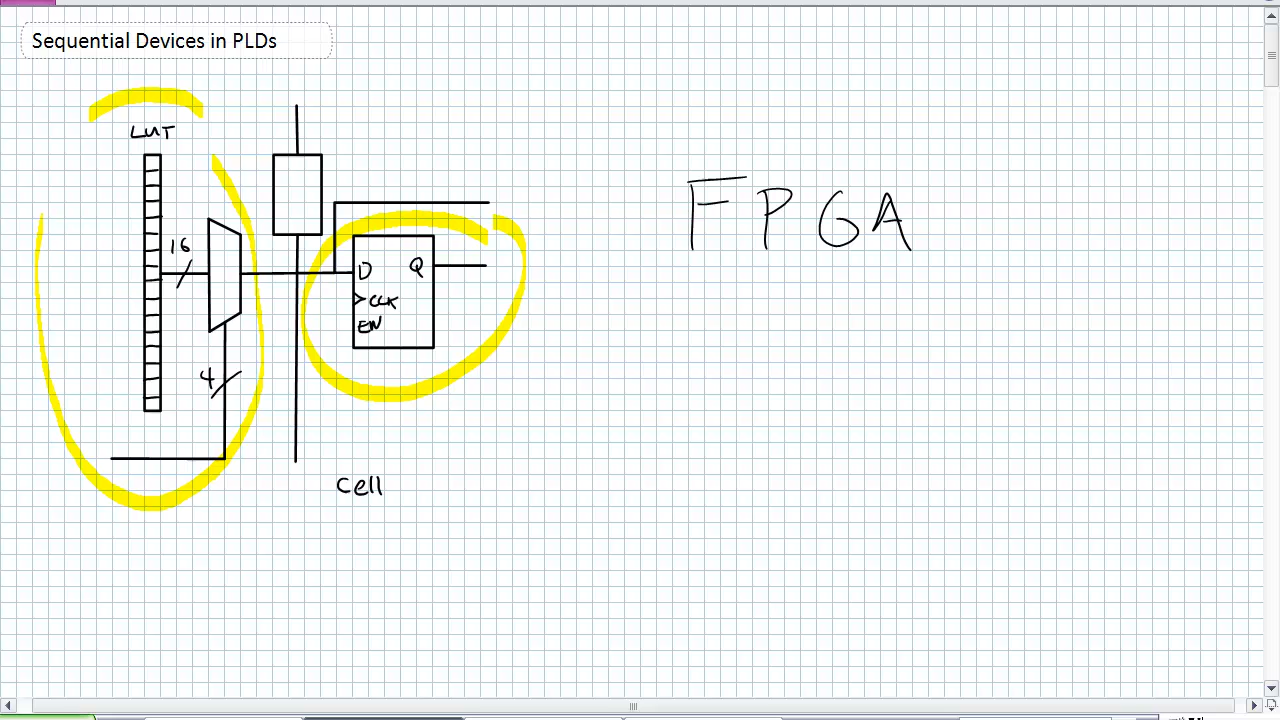 Sequential Devices in PLDs
LUT
FPGA
16
D Q
CLK
EN
4
Cell